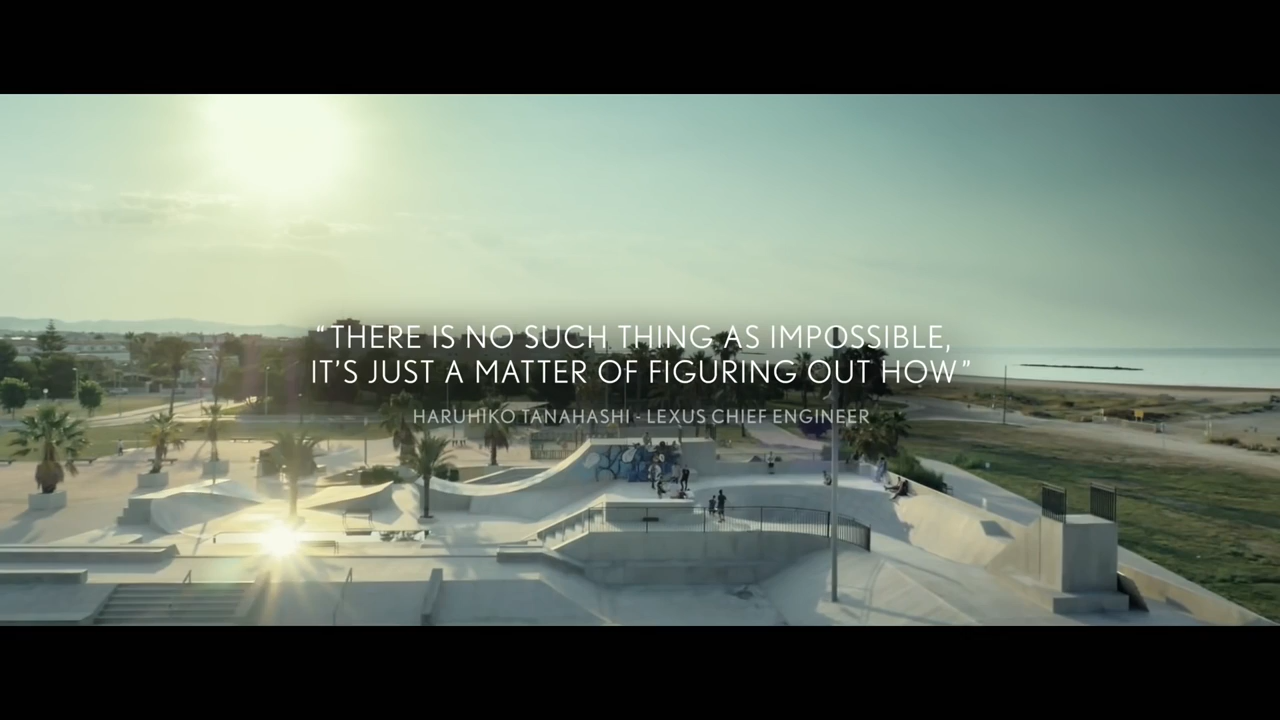 “THERE IS NO SUCH THING AS IMPOSSIBLE,
IT'S JUST A MATTER OF FIGURING OUT HOW”
HARUHIKO TANAHASHI - LEXUS CHIEF ENGINEER